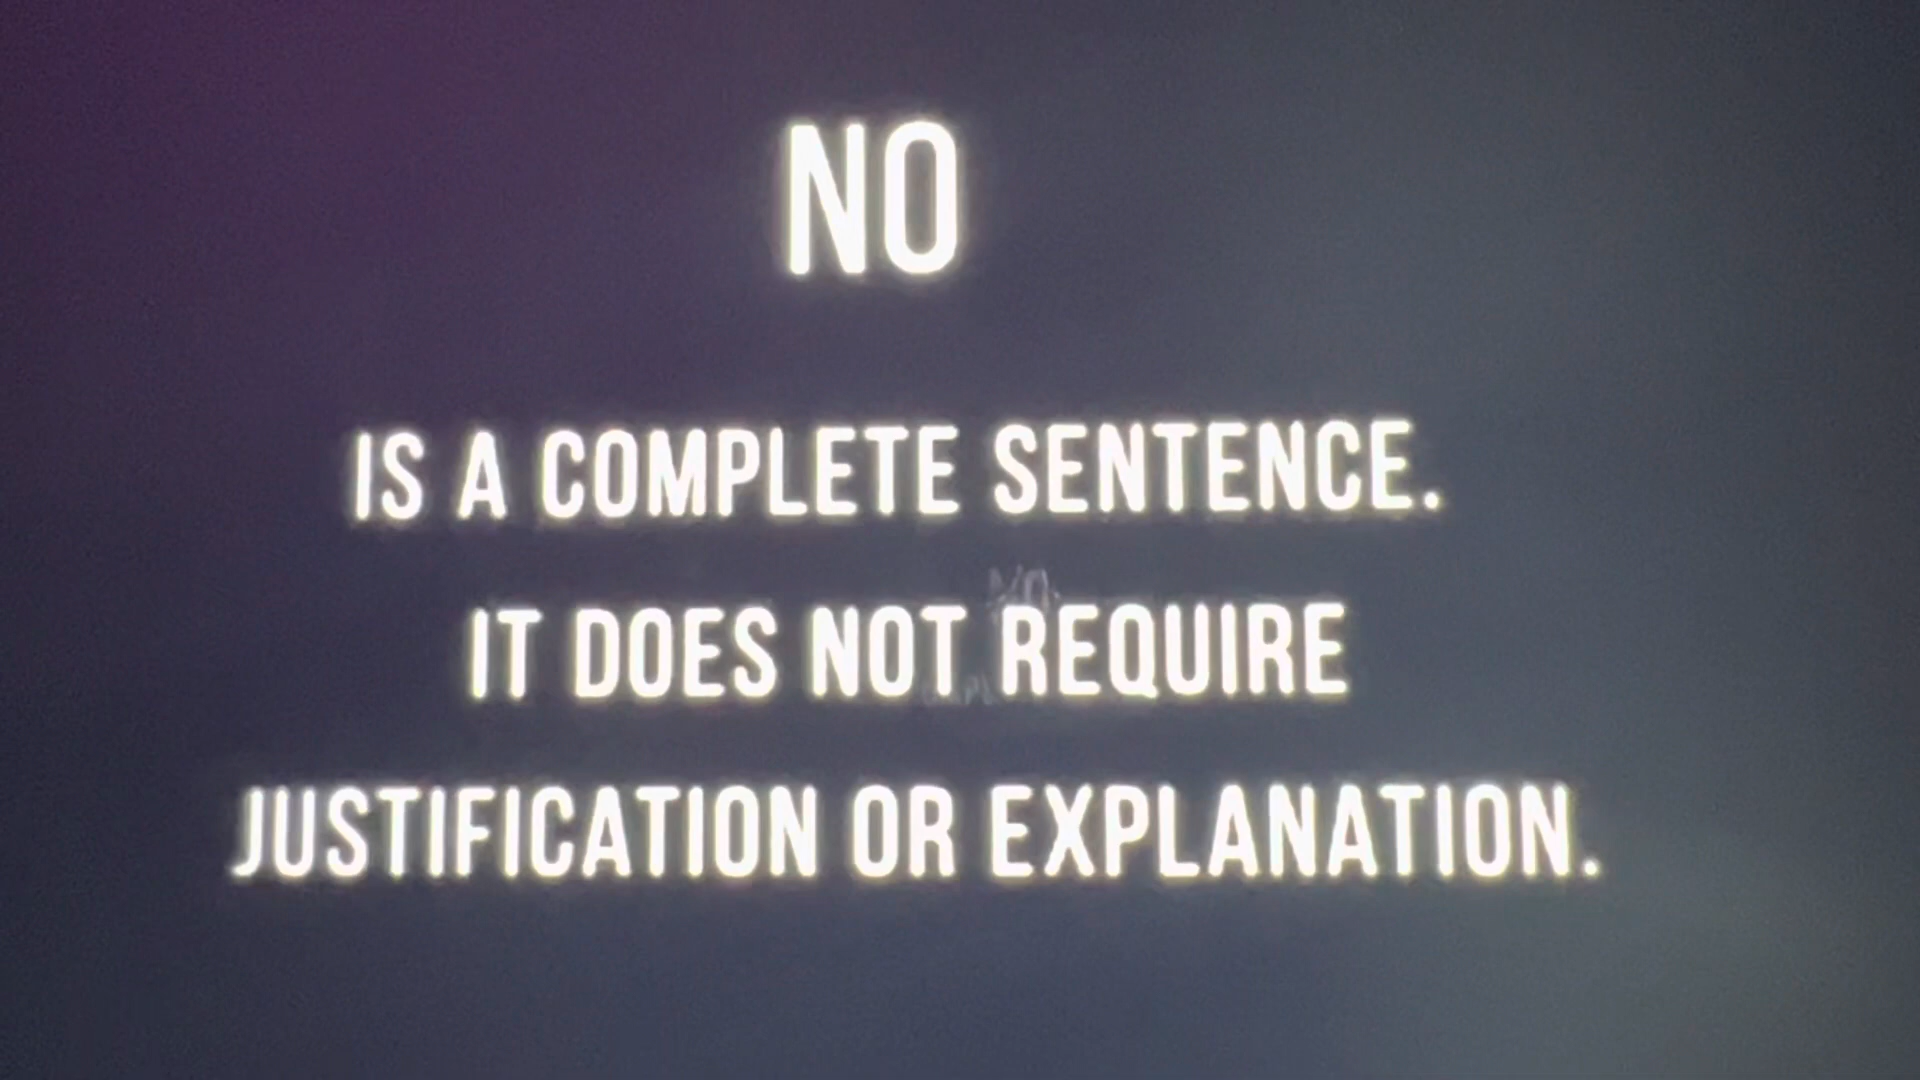 NO
IS A COMPLETE SENTENCE.
IT DOES NOT REQUIRE
JUSTIFICATION OR EXPLANATION.